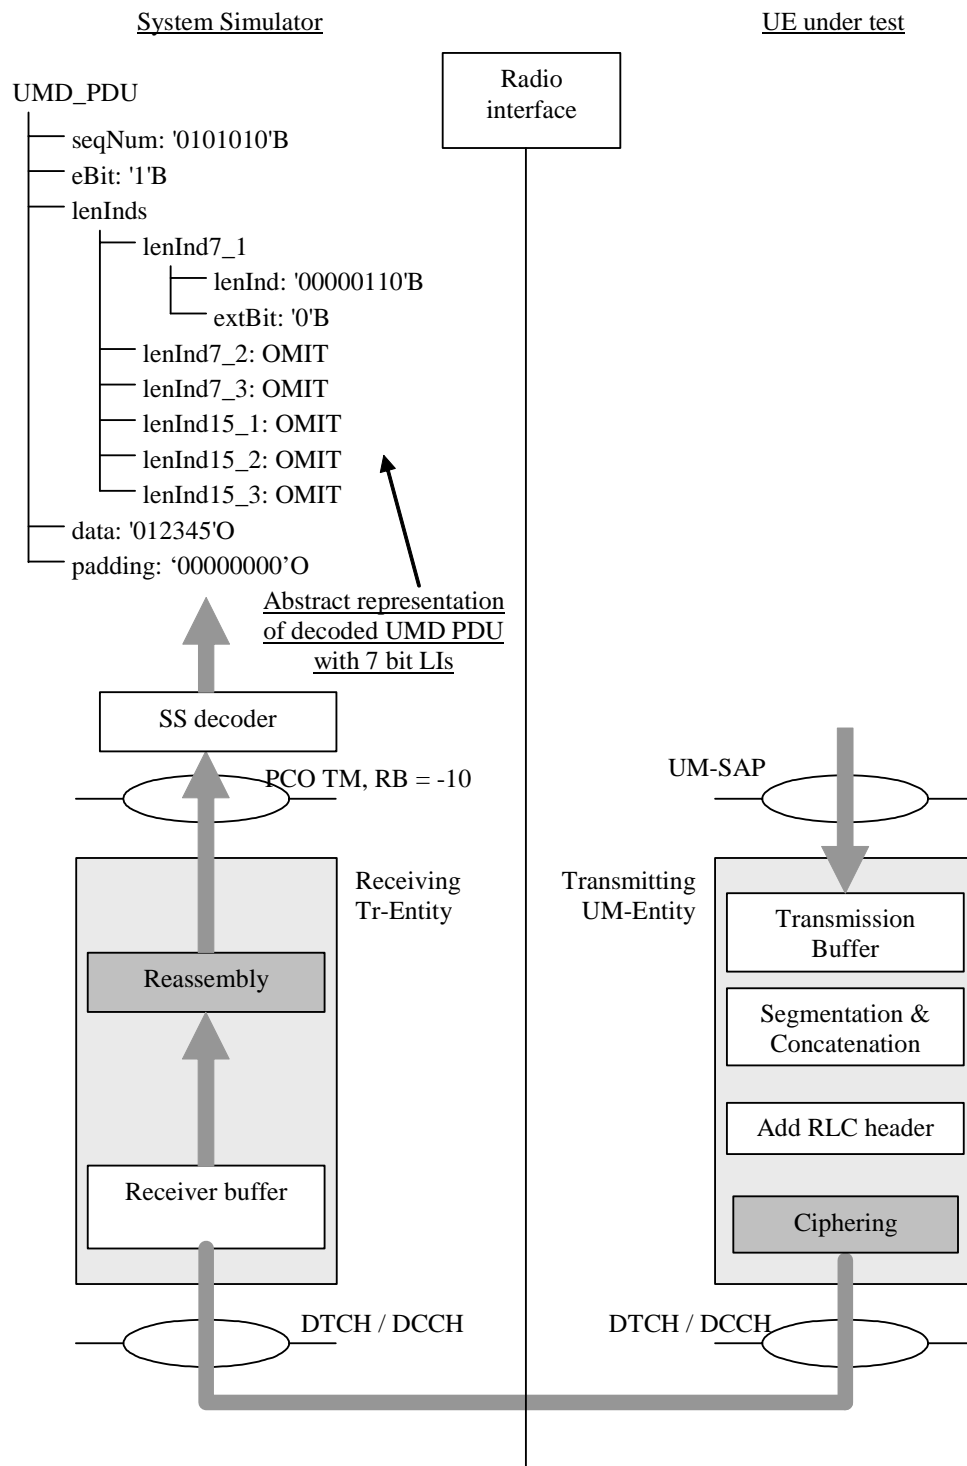 System Simulator
UE under test
Radio
interface
UMD_PDU
seqNum: '0101010'B
eBit: '1'B
lenInds
lenInd7_1
lenInd: '00000110'B
extBit: '0'B
lenInd7_2: OMIT
lenInd7_3: OMIT
lenInd15_1: OMIT
lenInd15_2: OMIT
lenInd15_3: OMIT
data: '012345'O
padding: ‘00000000’O
Abstract representation
of decoded UMD PDU
with 7 bit LIs
SS decoder
PCO TM, RB = -10
UM-SAP
Receiving
Tr-Entity
Transmitting
UM-Entity
Transmission
Buffer
Reassembly
Segmentation &
Concatenation
Add RLC header
Receiver buffer
Ciphering
DTCH / DCCH
DTCH / DCCH